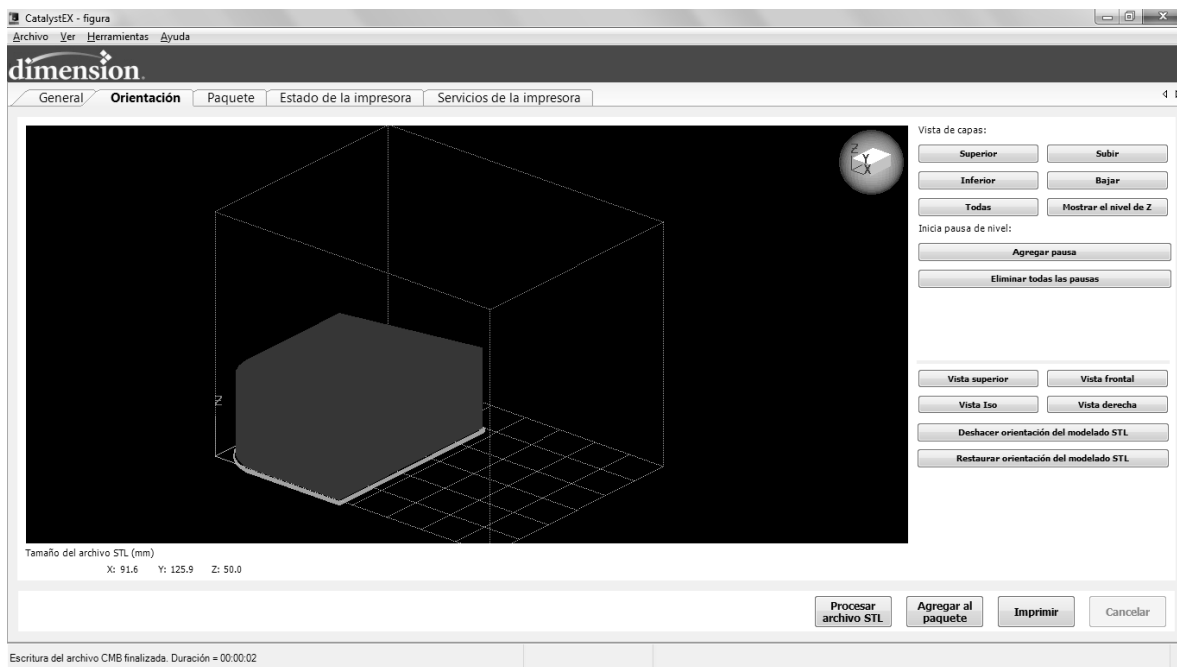 CatalystEX - figura
Archivo Ver Herramientas Ayuda
dimension.
General Orientación Paquete Estado de la impresora Servicios de la impresora
Vista de capas:
Superior Subir
Inferior Bajar
Todas Mostrar el nivel de Z
Inicia pausa de nivel:
Agregar pausa
Eliminar todas las pausas
Z
Y
X
Z
Vista superior Vista frontal
Vista Iso Vista derecha
Deshacer orientación del modelado STL
Restaurar orientación del modelado STL
Tamaño del archivo STL (mm)
X: 91.6 Y: 125.9 Z: 50.0
Procesar archivo STL
Agregar al paquete
Imprimir
Cancelar
Escritura del archivo CMB finalizada. Duración = 00:00:02